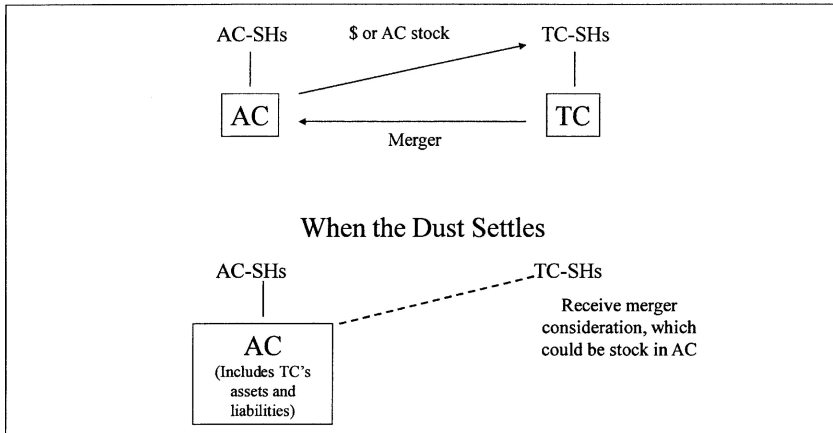 AC-SHs
$ or AC stock
TC-SHs
AC
TC
Merger
When the Dust Settles
AC-SHs
TC-SHs
Receive merger
consideration, which
could be stock in AC
AC
(Includes TC's
assets and
liabilities)